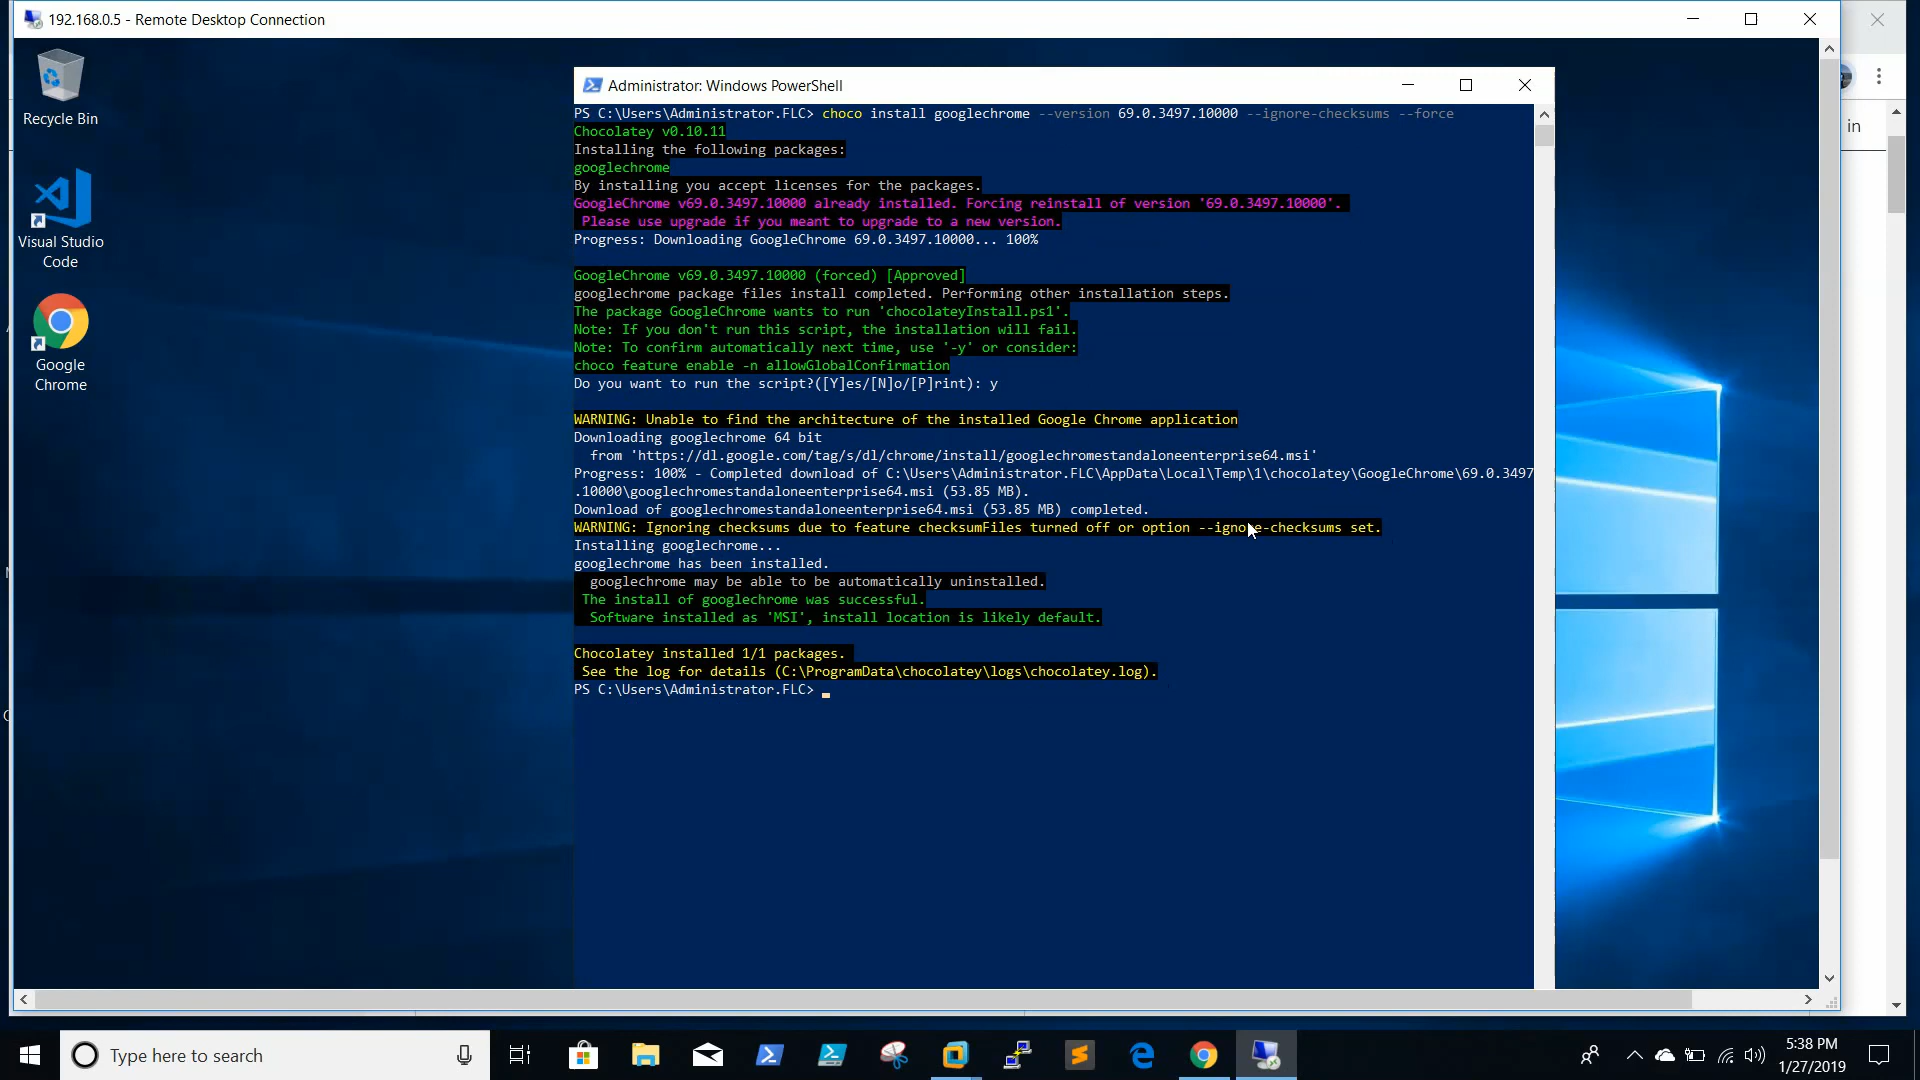 192.168.0.5 - Remote Desktop Connection
Recycle Bin
Visual Studio
Code
Google
Chrome
Administrator: Windows PowerShell
PS C:\Users\Administrator.FLC> choco install googlechrome --version 69.0.3497.10000 --ignore-checksums --force
Chocolatey v0.10.11
Installing the following packages:
googlechrome
By installing you accept licenses for the packages.
GoogleChrome v69.0.3497.10000 already installed. Forcing reinstall of version '69.0.3497.10000'.
Please use upgrade if you meant to upgrade to a new version.
Progress: Downloading GoogleChrome 69.0.3497.10000... 100%
GoogleChrome v69.0.3497.10000 (forced) [Approved]
googlechrome package files install completed. Performing other installation steps.
The package GoogleChrome wants to run 'chocolateyInstall.ps1'.
Note: If you don't run this script, the installation will fail.
Note: To confirm automatically next time, use '-y' or consider:
choco feature enable -n allowGlobalConfirmation
Do you want to run the script?([Y]es/[N]o/[P]rint): y
WARNING: Unable to find the architecture of the installed Google Chrome application
Downloading googlechrome 64 bit
from 'https://dl.google.com/tag/s/dl/chrome/install/googlechromestandaloneenterprise64.msi'
Progress: 100% - Completed download of C:\Users\Administrator.FLC\AppData\Local\Temp\1\chocolatey\GoogleChrome\69.0.3497
.10000\googlechromestandaloneenterprise64.msi (53.85 MB).
Download of googlechromestandaloneenterprise64.msi (53.85 MB) completed.
WARNING: Ignoring checksums due to feature checksumFiles turned off or option --ignore-checksums set.
Installing googlechrome...
googlechrome has been installed.
googlechrome may be able to be automatically uninstalled.
The install of googlechrome was successful.
Software installed as 'MSI', install location is likely default.
Chocolatey installed 1/1 packages.
See the log for details (C:\ProgramData\chocolatey\logs\chocolatey.log).
PS C:\Users\Administrator.FLC>
in
Type here to search
5:38 PM
1/27/2019